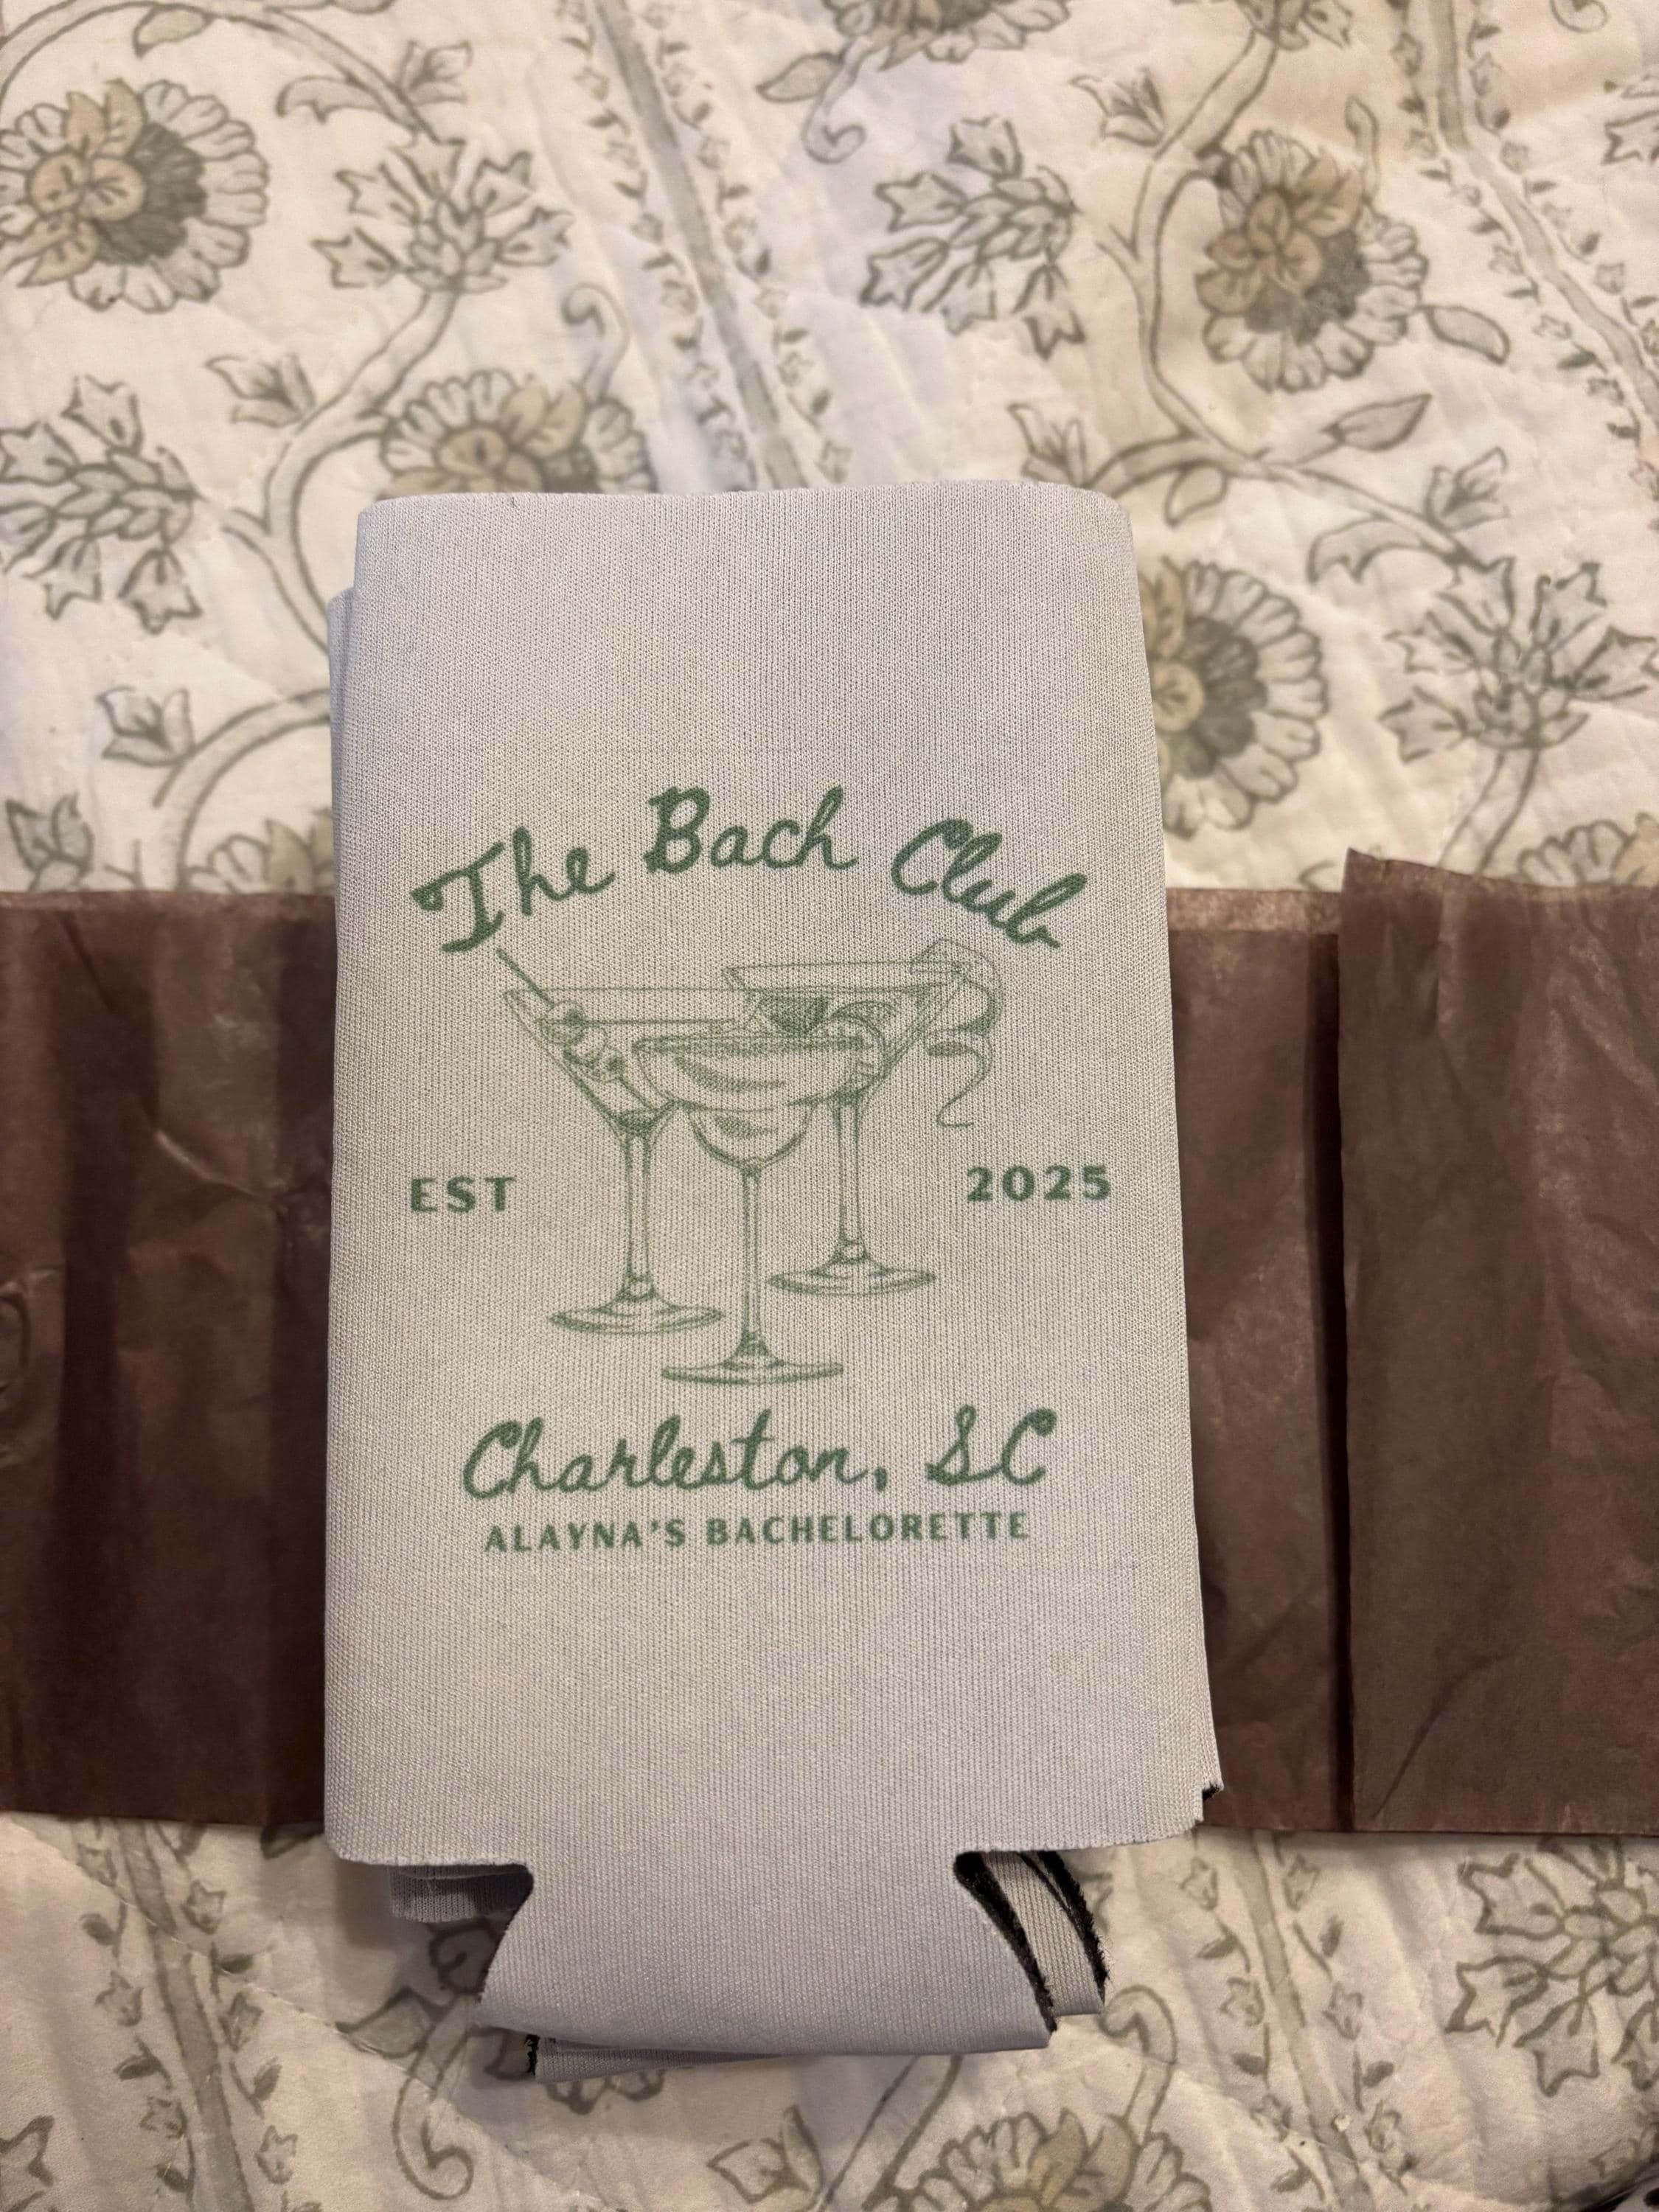 The Bach Club
EST 2025
Charleston, SC
ALAYNA'S BACHELORETTE